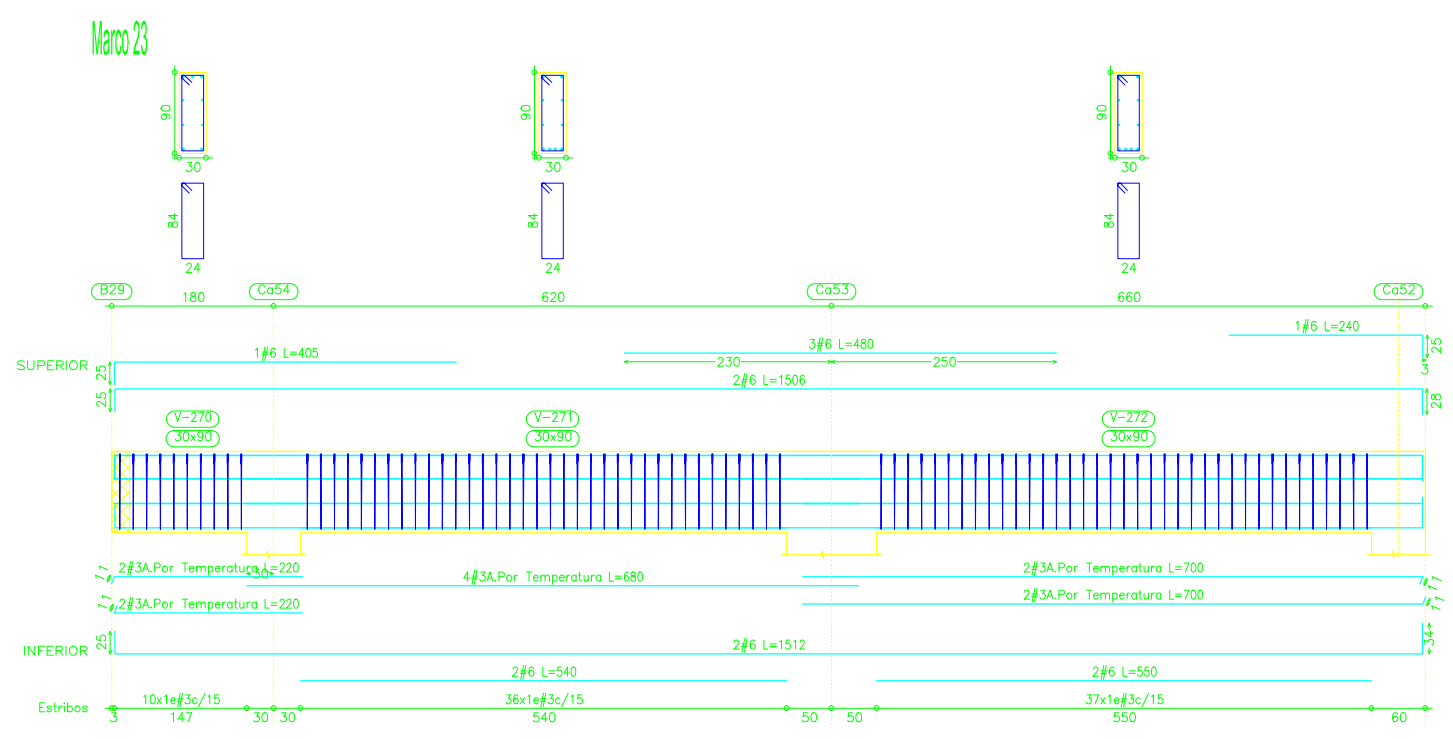 Marco 23
90
90
90
30
30
30
84
84
84
24
24
24
B29
Ca54
Ca53
Ca52
180
620
660
1#6 L=240
3#6 L=480
25
1#6 L=405
SUPERIOR
25
230
250
3
2#6 L=1506
25
28
V-270
V-271
V-272
30x90
30x90
30x90
2#3A.Por Temperatura L=220
30
4#3A.Por Temperatura L=680
2#3A.Por Temperatura L=700
11
11
2#3A.Por Temperatura L=220
2#3A.Por Temperatura L=700
11
11
25
34
INFERIOR
2#6 L=1512
2#6 L=540
2#6 L=550
Estribos
10x1e#3c/15
36x1e#3c/15
37x1e#3c/15
3
147
30
30
540
50
50
550
60